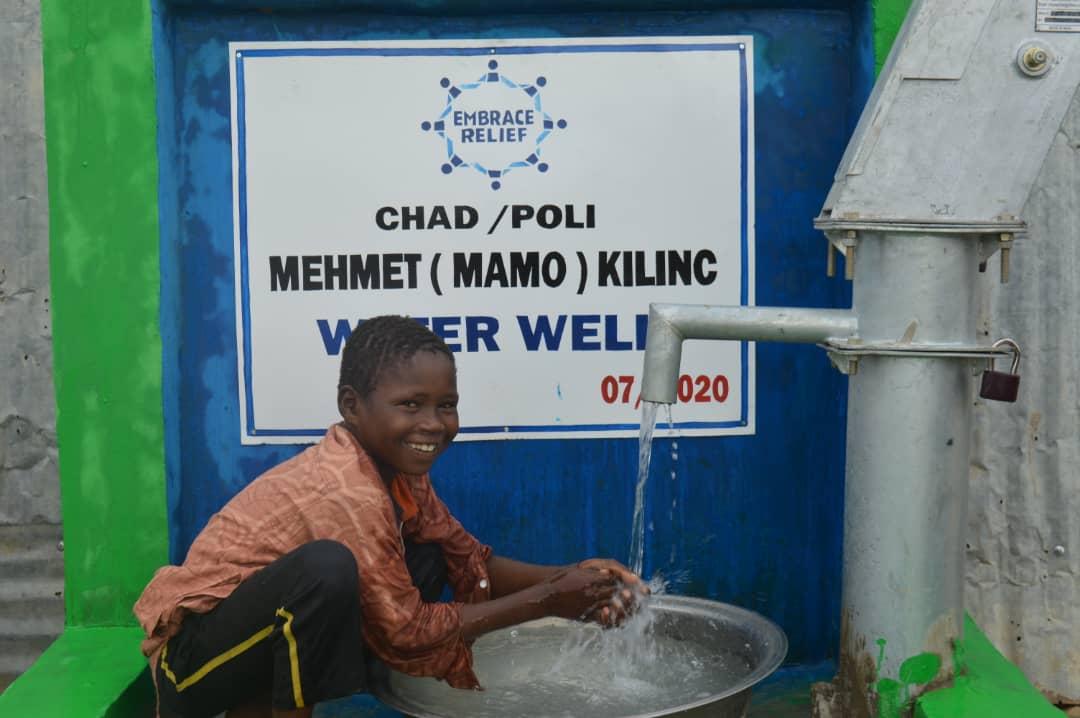 EMBRACE
RELIEF
CHAD /POLI
MEHMET ( MAMO ) KILINC
WATER WELL
07/2020